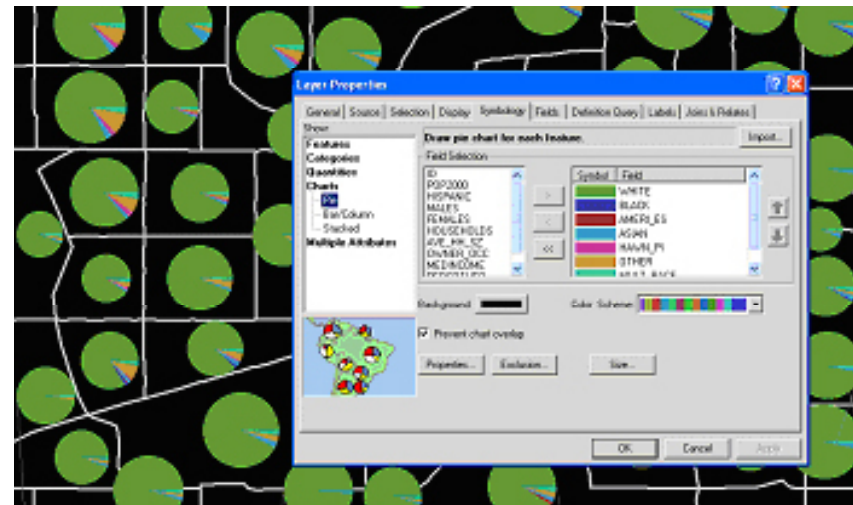 Layer Properties
General Source Selection Display Symbology Fields Definition Query Labels Joins & Relates
Show:
Features
Categories
Quantities
Charts
Pie
Bar/Column
Stacked
Multiple Attributes
Draw pie chart for each feature.
Import...
Field Selection
ID
POP2000
HISPANIC
MALES
FEMALES
HOUSEHOLDS
AVE_HH_SZ
OWNER_OCC
MEDINCOME
>
<
<<
Symbol Field
WHITE
BLACK
AMERI_ES
ASIAN
HAWN_PI
OTHER
MULT_RACE
Background:
Color Scheme:
Prevent chart overlap
Properties...
Exclusion...
Size...
OK
Cancel
Apply